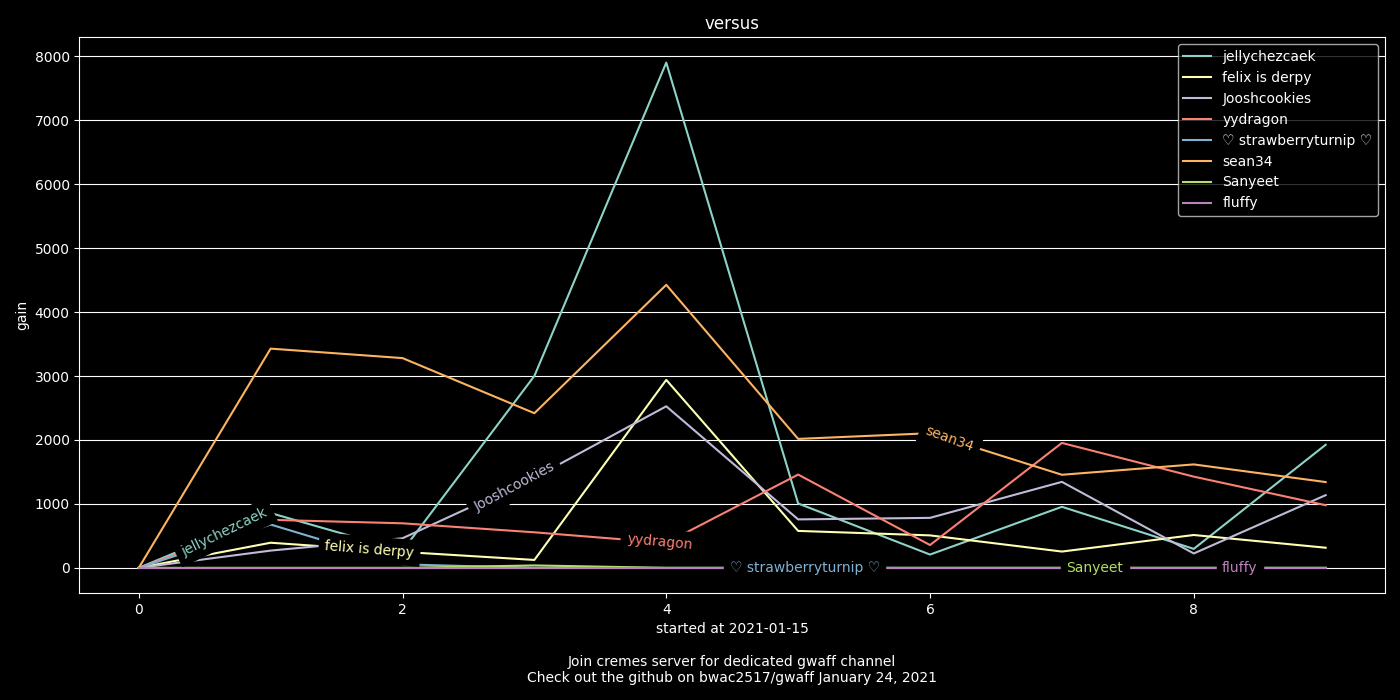 versus
8000
7000
6000
5000
4000
3000
2000
1000
0
gain
jellychezcaek
felix is derpy
Jooshcookies
yydragon
♡ strawberryturnip ♡
sean34
Sanyeet
fluffy
sean34
Jooshcookies
jellychezcaek
felix is derpy
yydragon
♡ strawberryturnip ♡
Sanyeet
fluffy
0 2 4 6 8
started at 2021-01-15
Join cremes server for dedicated gwaff channel
Check out the github on bwac2517/gwaff January 24, 2021